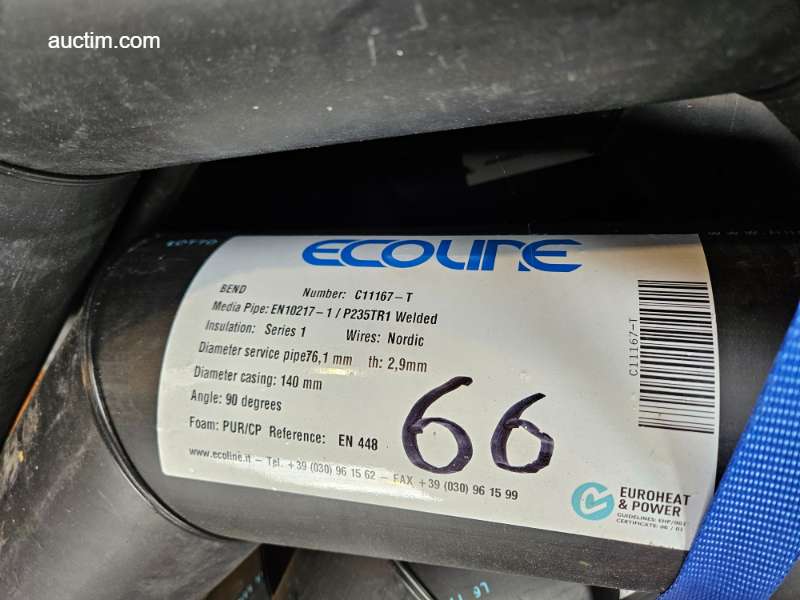 auctim.com
ECOLINE
BEND Number: C11167-T
Media Pipe: EN10217-1 / P235TR1 Welded
Insulation: Series 1 Wires: Nordic
Diameter service pipe76,1 mm th: 2,9mm
Diameter casing: 140 mm
Angle: 90 degrees
Foam: PUR/CP Reference: EN 448
www.ecoline.it – Tel. +39 (030) 96 15 62 – FAX +39 (030) 96 15 99
66
C11167-T
EUROHEAT
& POWER
GUIDELINES: EHP/001